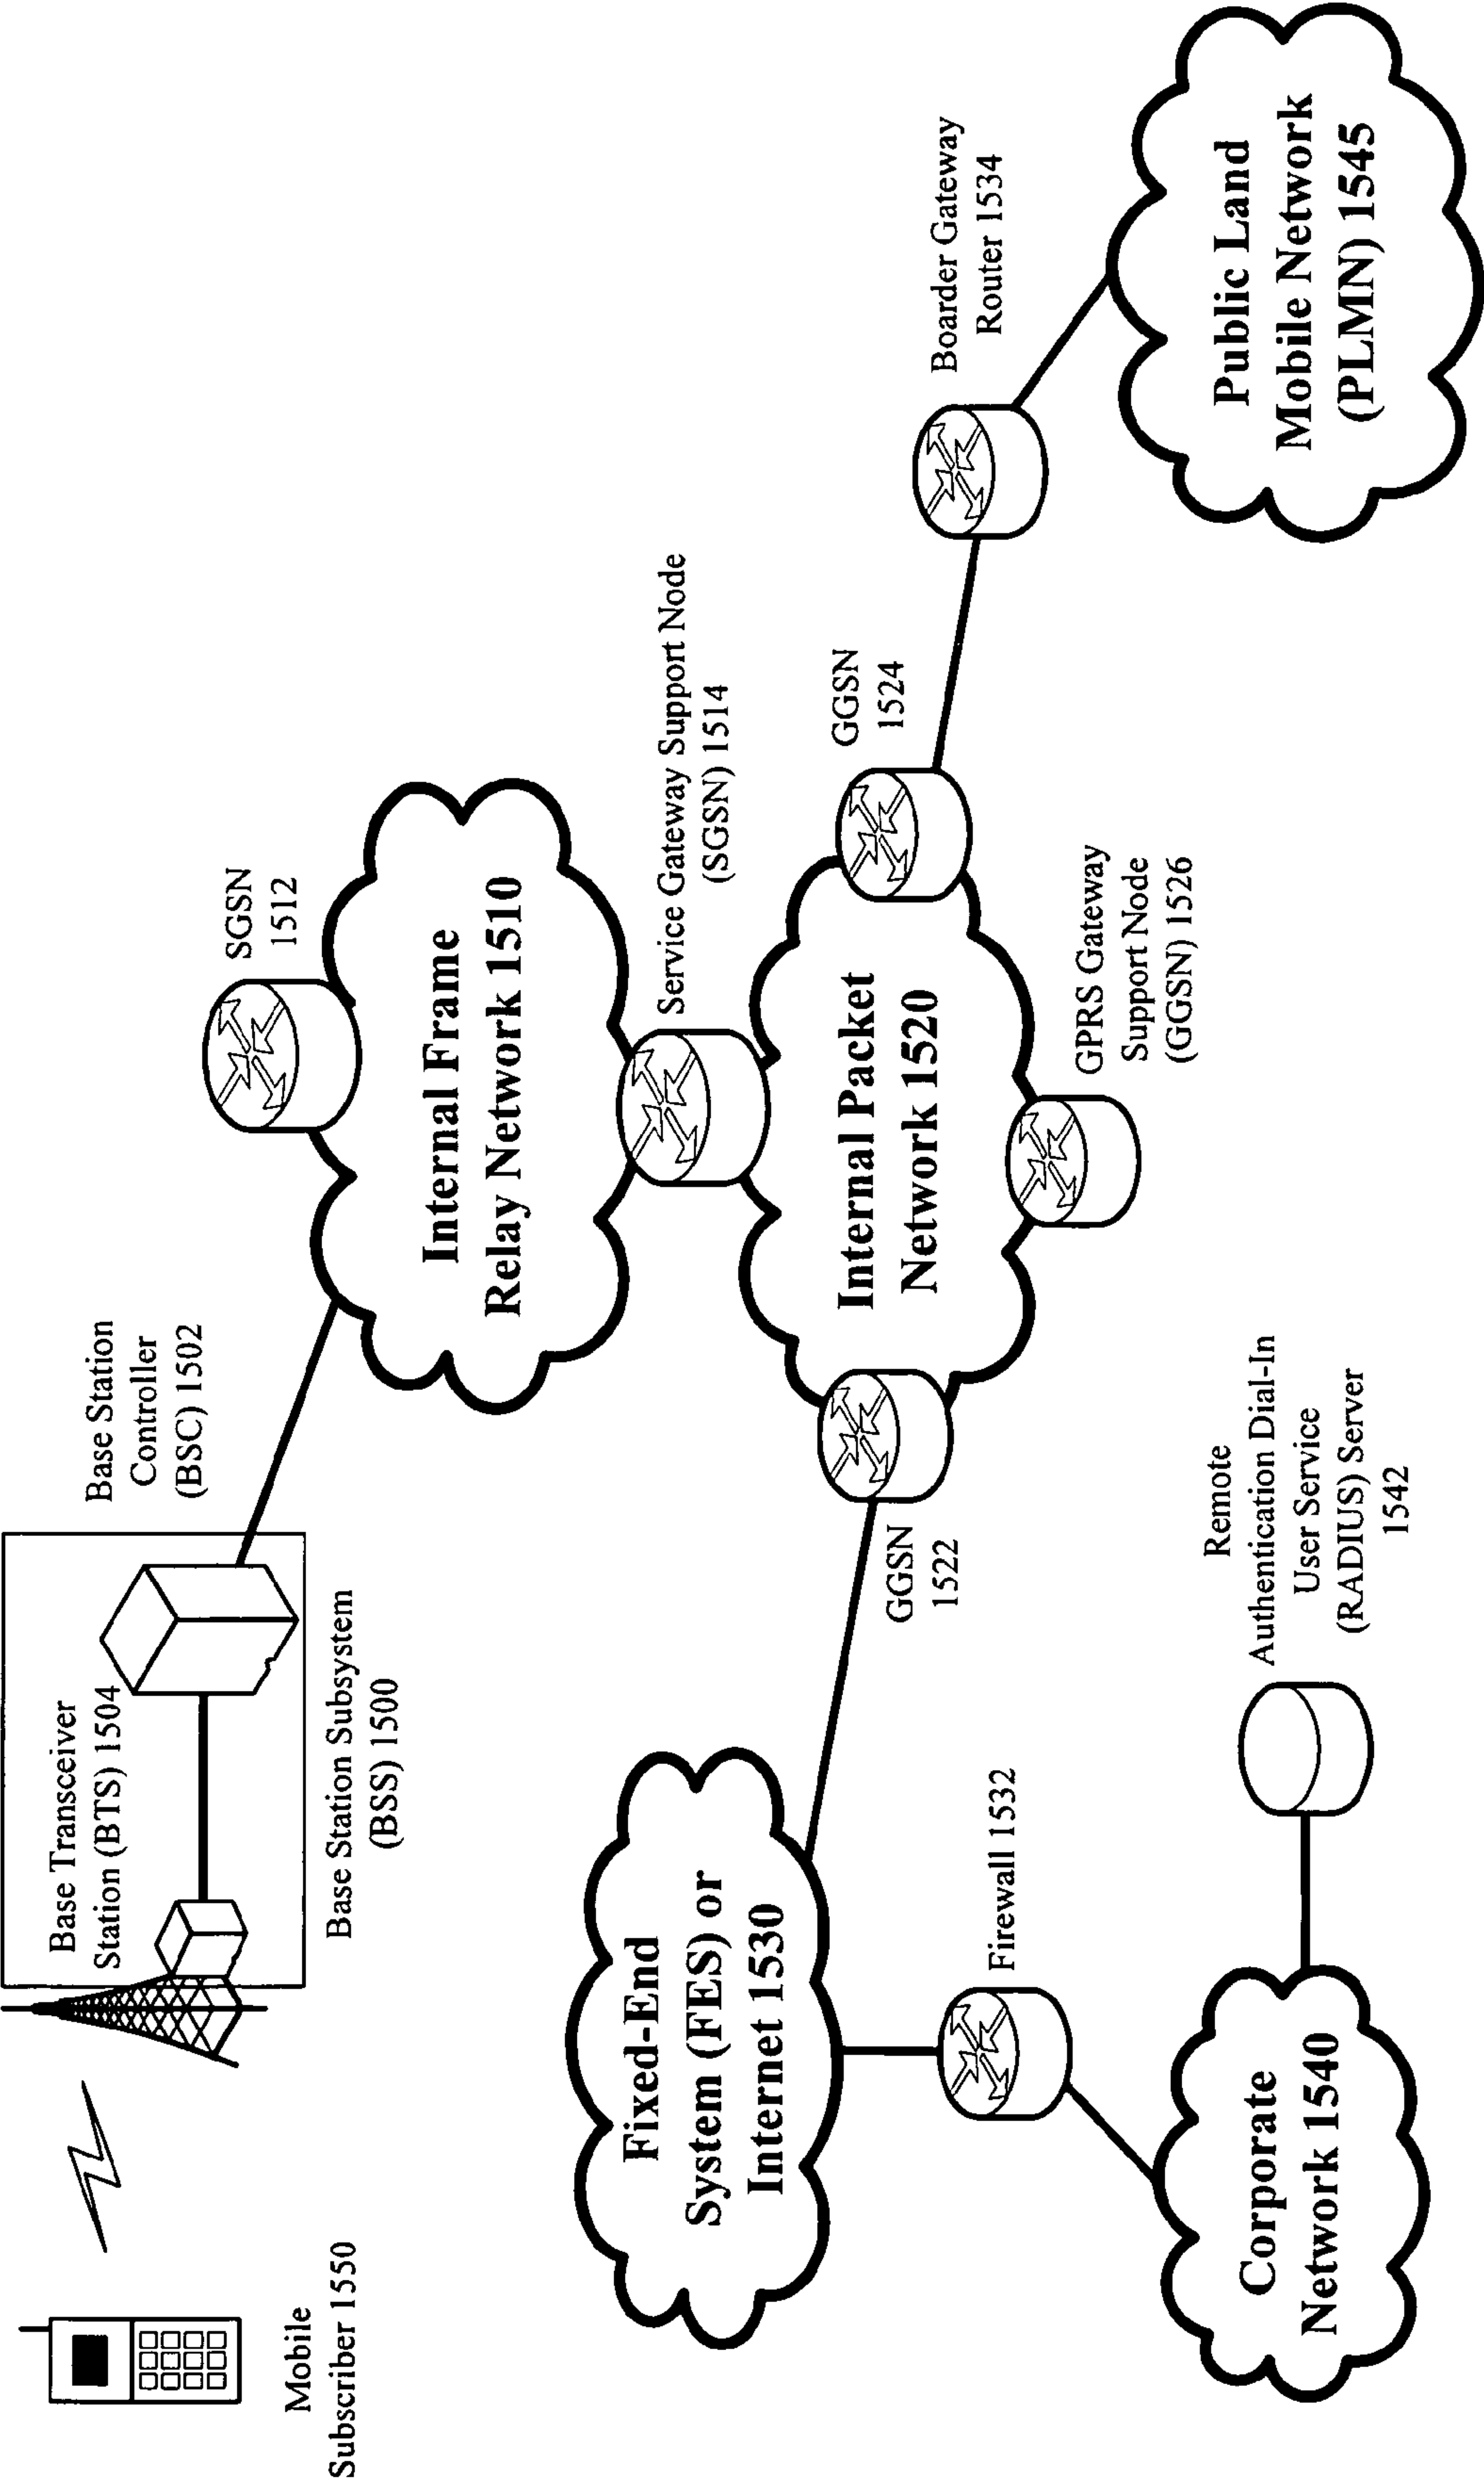 Mobile
Subscriber 1550
Base Transceiver
Station (BTS) 1504
Base Station Subsystem
(BSS) 1500
Base Station
Controller
(BSC) 1502
SGSN
1512
Internal Frame
Relay Network 1510
Service Gateway Support Node
(SGSN) 1514
Fixed-End
System (FES) or
Internet 1530
GGSN
1522
Internal Packet
Network 1520
GGSN
1524
Boarder Gateway
Router 1534
Firewall 1532
GPRS Gateway
Support Node
(GGSN) 1526
Corporate
Network 1540
Remote
Authentication Dial-In
User Service
(RADIUS) Server
1542
Public Land
Mobile Network
(PLMN) 1545